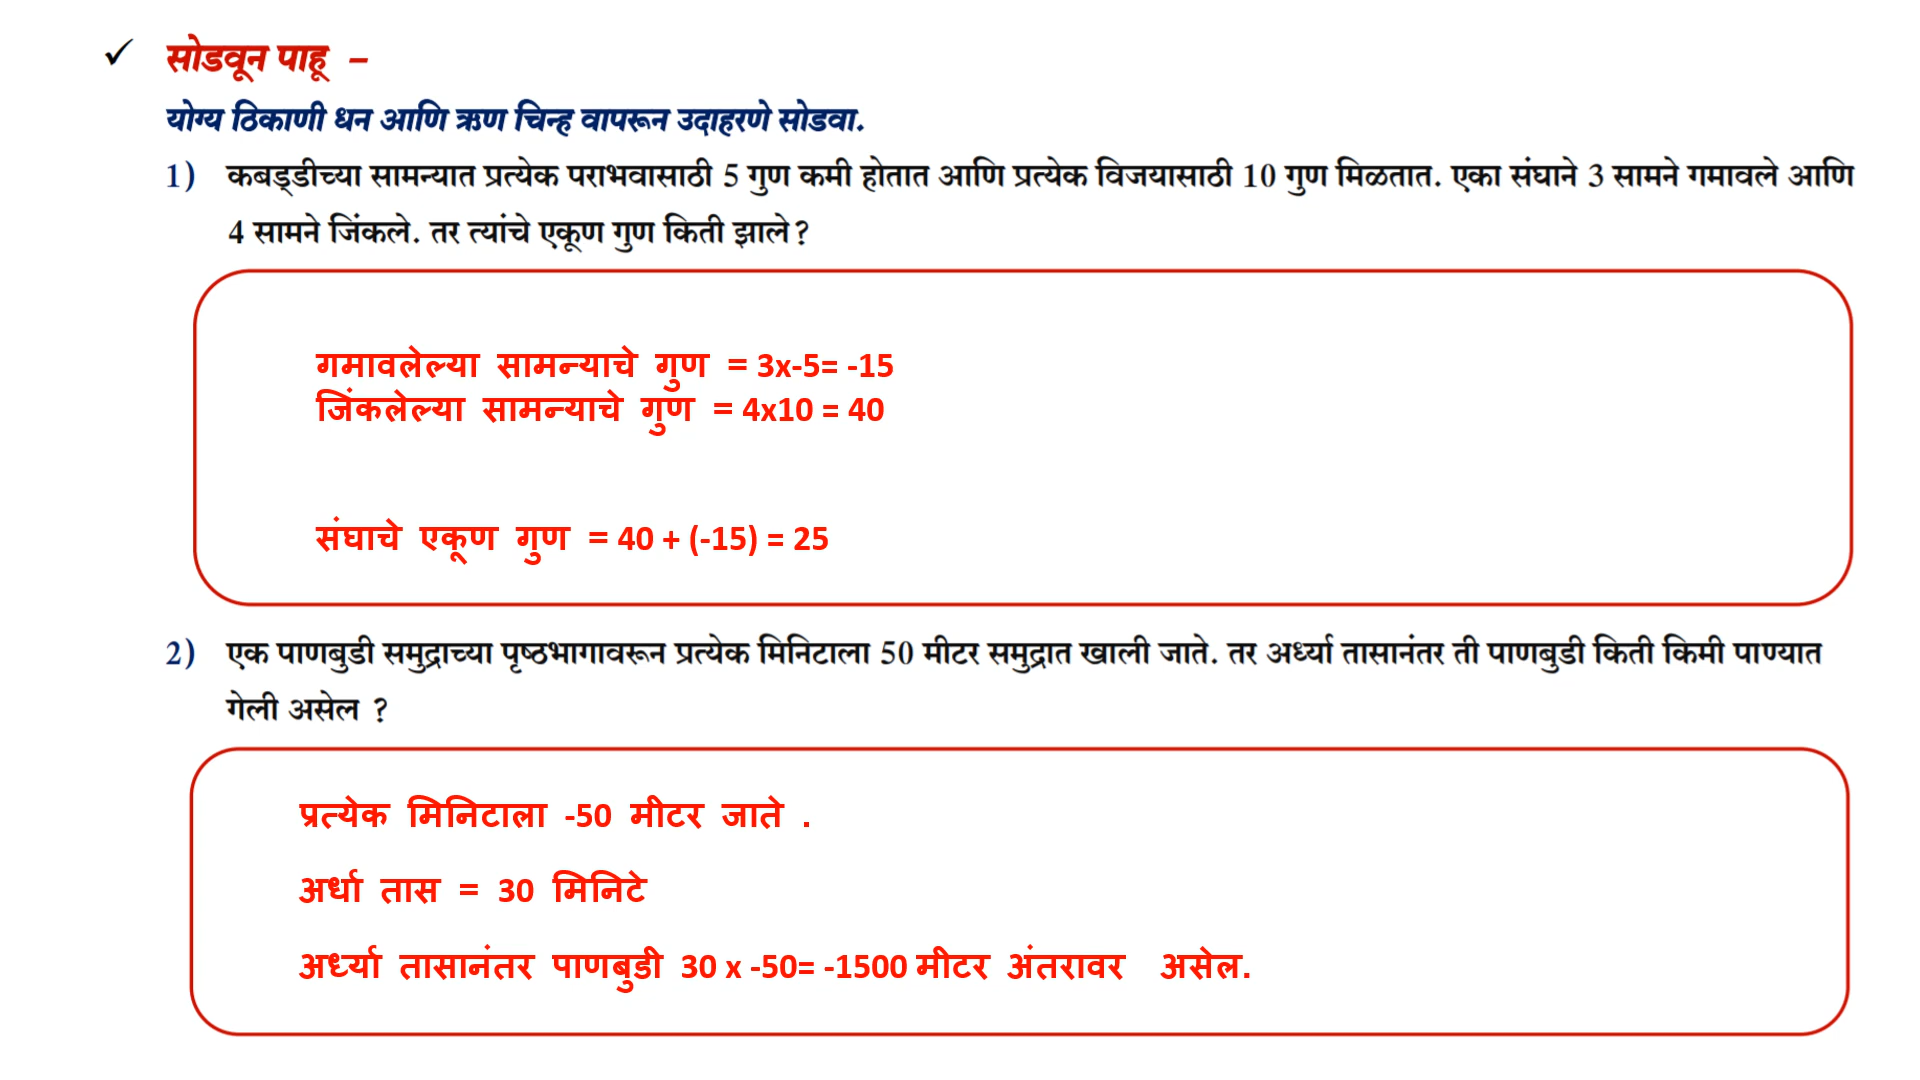 ✓ सोडवून पाहू –
योग्य ठिकाणी धन आणि ऋण चिन्ह वापरून उदाहरणे सोडवा.
1) कबड्डीच्या सामन्यात प्रत्येक पराभवासाठी 5 गुण कमी होतात आणि प्रत्येक विजयासाठी 10 गुण मिळतात. एका संघाने 3 सामने गमावले आणि
4 सामने जिंकले. तर त्यांचे एकूण गुण किती झाले?
गमावलेल्या सामन्याचे गुण = 3x-5= -15
जिंकलेल्या सामन्याचे गुण = 4x10 = 40
संघाचे एकूण गुण = 40 + (-15) = 25
2) एक पाणबुडी समुद्राच्या पृष्ठभागावरून प्रत्येक मिनिटाला 50 मीटर समुद्रात खाली जाते. तर अर्ध्या तासानंतर ती पाणबुडी किती किमी पाण्यात
गेली असेल ?
प्रत्येक मिनिटाला -50 मीटर जाते .
अर्धा तास = 30 मिनिटे
अर्ध्या तासानंतर पाणबुडी 30 x -50= -1500 मीटर अंतरावर असेल.